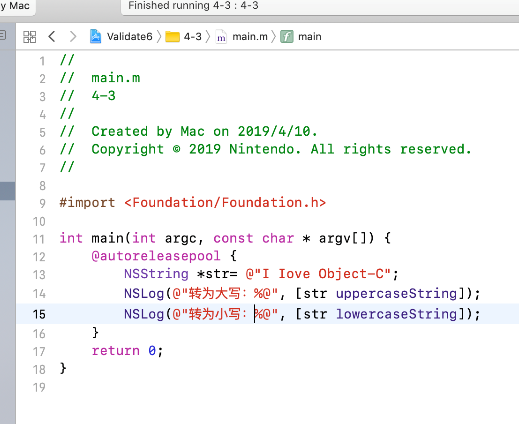 y Mac
Finished running 4-3 : 4-3
Validate6 〉 4-3 〉 m main.m 〉 f main
1 //
2 //  main.m
3 //  4-3
4 //
5 //  Created by Mac on 2019/4/10.
6 //  Copyright © 2019 Nintendo. All rights reserved.
7 //
8
9 #import <Foundation/Foundation.h>
10
11 int main(int argc, const char * argv[]) {
12     @autoreleasepool {
13         NSString *str= @"I Iove Object-C";
14         NSLog(@"转为大写：%@", [str uppercaseString]);
15         NSLog(@"转为小写：%@", [str lowercaseString]);
16     }
17     return 0;
18 }
19